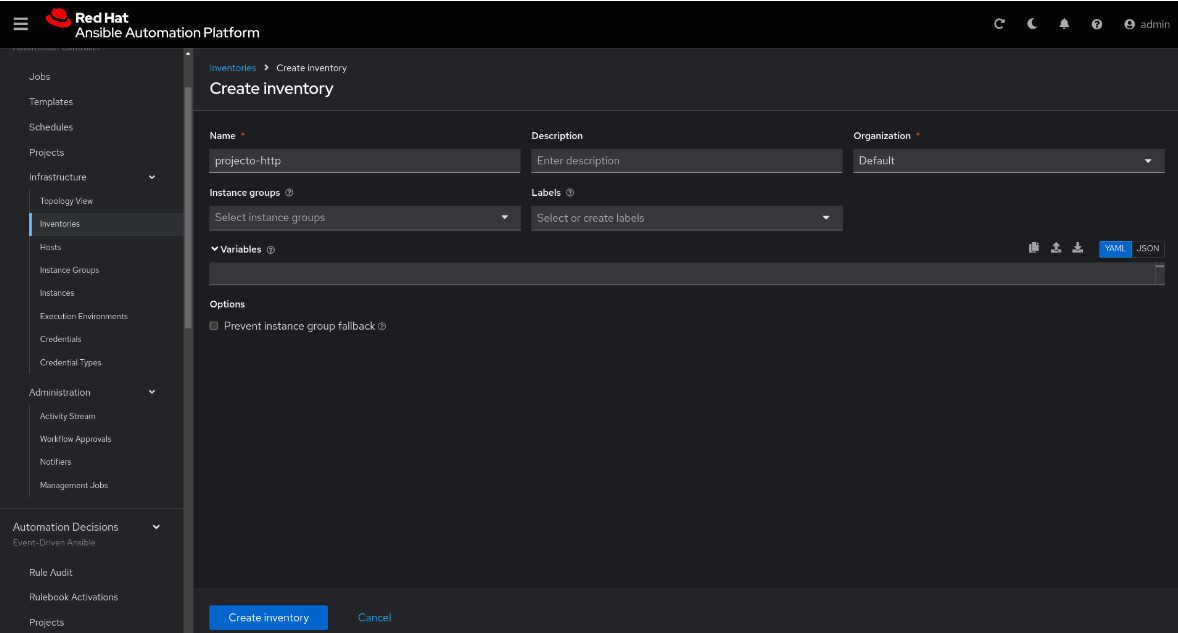 Red Hat
Ansible Automation Platform
admin
Automation Controller
Jobs
Templates
Schedules
Projects
Infrastructure
Topology View
Inventories
Hosts
Instance Groups
Instances
Execution Environments
Credentials
Credential Types
Administration
Activity Stream
Workflow Approvals
Notifiers
Management Jobs
Automation Decisions
Event-Driven Ansible
Rule Audit
Rulebook Activations
Projects
Inventories > Create inventory
Create inventory
Name * Description Organization *
projecto-http Enter description Default
Instance groups Labels
Select instance groups Select or create labels
Variables YAML JSON
Options
Prevent instance group fallback
Create inventory Cancel